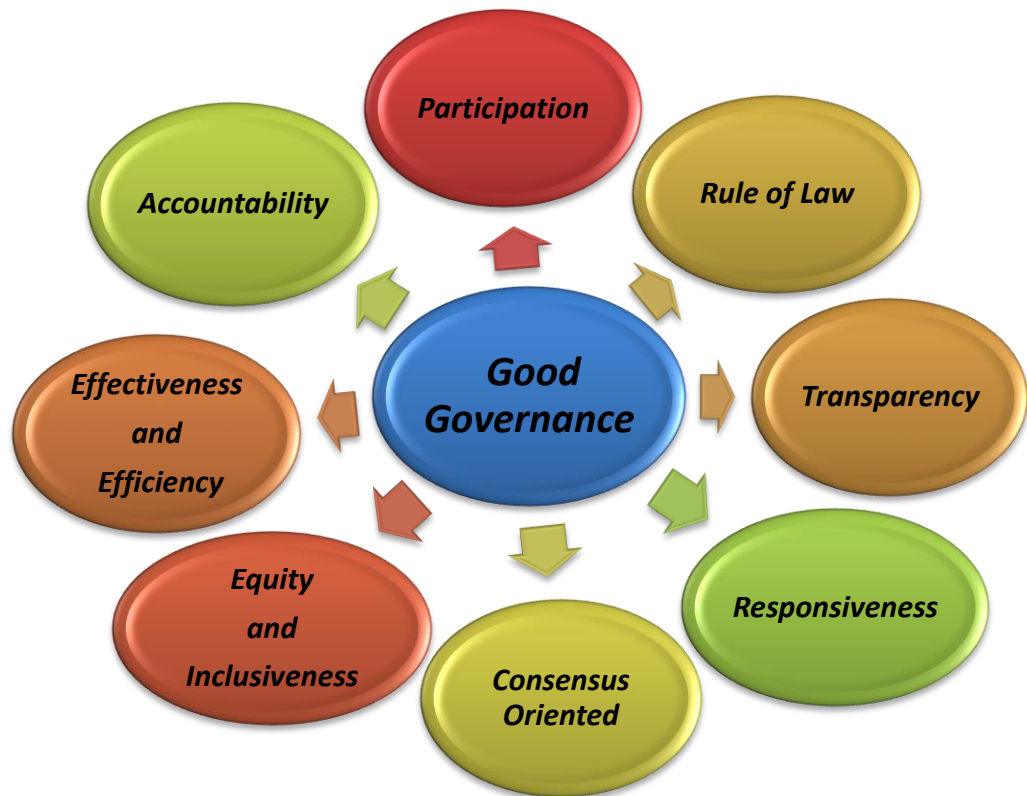 Participation
Rule of Law
Transparency
Responsiveness
Consensus
Oriented
Equity
and
Inclusiveness
Effectiveness
and
Efficiency
Accountability
Good
Governance